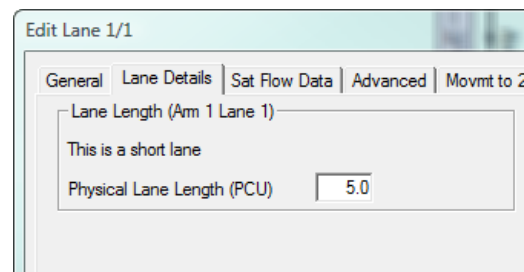 Edit Lane 1/1
General Lane Details Sat Flow Data Advanced Movmt to 2
Lane Length (Arm 1 Lane 1)
This is a short lane
Physical Lane Length (PCU) 5.0